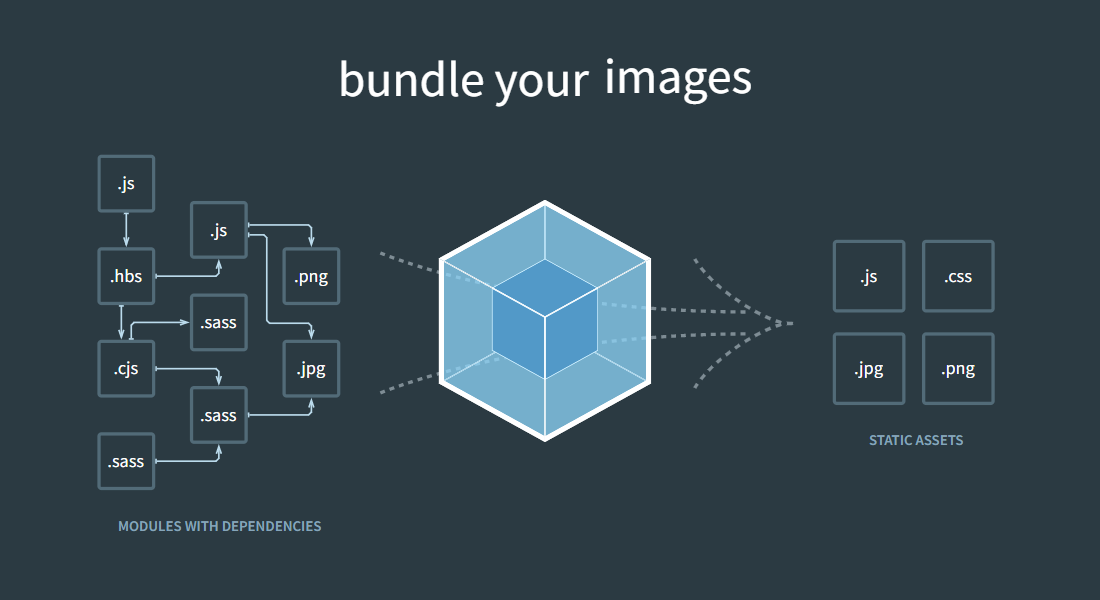 bundle your images
.js
.js
.hbs
.png
.sass
.cjs
.jpg
.sass
.sass
MODULES WITH DEPENDENCIES
.js
.css
.jpg
.png
STATIC ASSETS